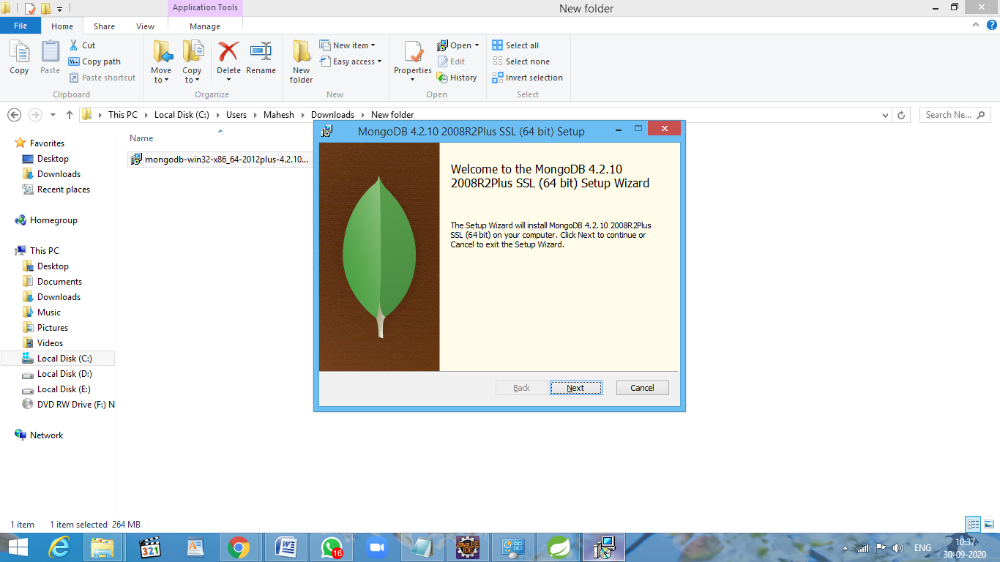 Application Tools
New folder
File
Home
Share
View
Manage
Copy
Paste
Cut
Copy path
Paste shortcut
Clipboard
Move to
Copy to
Delete
Rename
Organize
New folder
New item
Easy access
New
Properties
Open
Edit
History
Open
Select all
Select none
Invert selection
Select
This PC
Local Disk (C:)
Users
Mahesh
Downloads
New folder
Search Ne...
Favorites
Desktop
Downloads
Recent places
Homegroup
This PC
Desktop
Documents
Downloads
Music
Pictures
Videos
Local Disk (C:)
Local Disk (D:)
Local Disk (E:)
DVD RW Drive (F:) N
Network
Name
mongodb-win32-x86_64-2012plus-4.2.10...
MongoDB 4.2.10 2008R2Plus SSL (64 bit) Setup
Welcome to the MongoDB 4.2.10
2008R2Plus SSL (64 bit) Setup Wizard
The Setup Wizard will install MongoDB 4.2.10 2008R2Plus
SSL (64 bit) on your computer. Click Next to continue or
Cancel to exit the Setup Wizard.
Back
Next
Cancel
1 item
1 item selected 264 MB
321
W
16
Java EE
IDE
ENG
10:37
30-09-2020